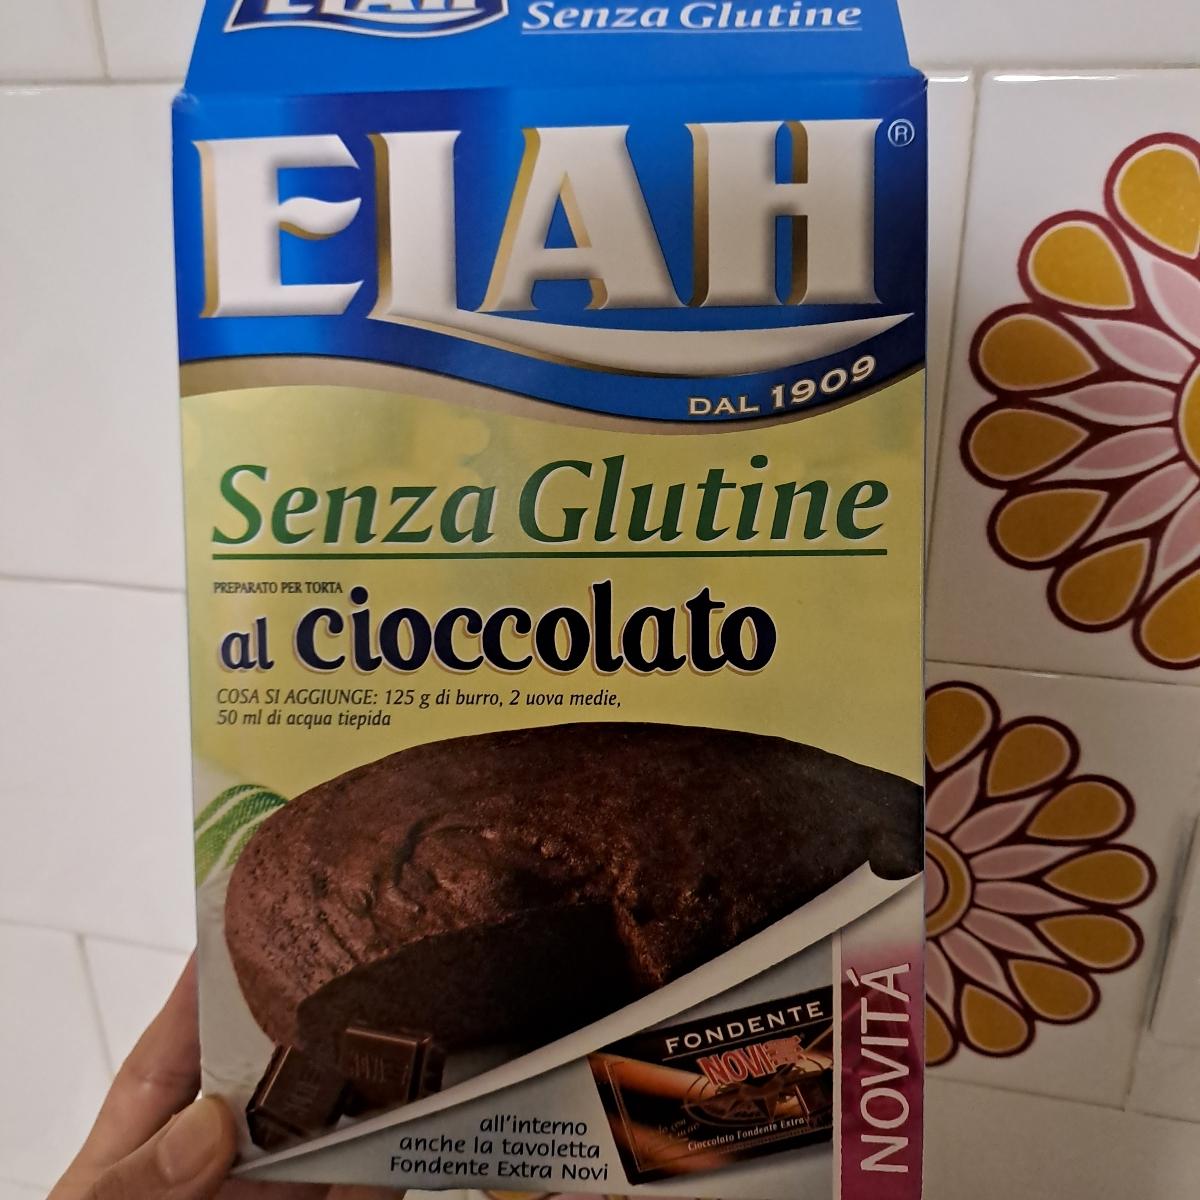 ELAH
Senza Glutine
ELAH®
DAL 1909
Senza Glutine
PREPARATO PER TORTA
al cioccolato
COSA SI AGGIUNGE: 125 g di burro, 2 uova medie,
50 ml di acqua tiepida
FONDENTE
NOVI
Cioccolato Fondente Extra
NOVITÁ
all'interno
anche la tavoletta
Fondente Extra Novi